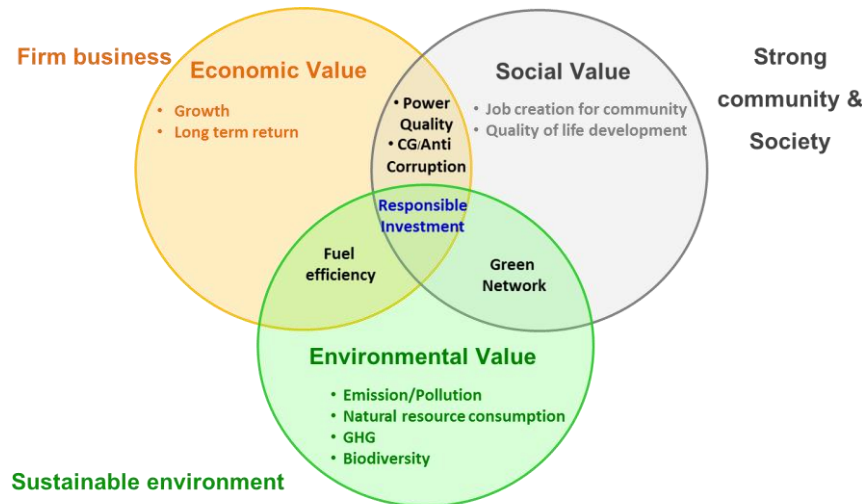 Firm business
Economic Value
• Growth
• Long term return
• Power
Quality
• CG/Anti
Corruption
Social Value
• Job creation for community
• Quality of life development
Strong
community &
Society
Responsible
Investment
Fuel
efficiency
Green
Network
Environmental Value
• Emission/Pollution
• Natural resource consumption
• GHG
• Biodiversity
Sustainable environment